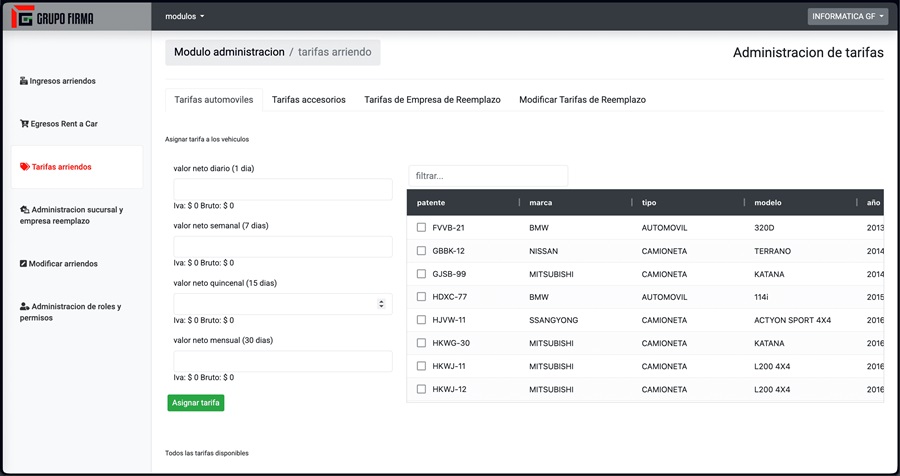 GRUPO FIRMA
modulos
INFORMATICA GF
Modulo administracion / tarifas arriendo
Administracion de tarifas
Ingresos arriendos
Egresos Rent a Car
Tarifas arriendos
Administracion sucursal y
empresa reemplazo
Modificar arriendos
Administracion de roles y
permisos
Tarifas automoviles
Tarifas accesorios
Tarifas de Empresa de Reemplazo
Modificar Tarifas de Reemplazo
Asignar tarifa a los vehiculos
valor neto diario (1 dia)
Iva: $ 0 Bruto: $ 0
valor neto semanal (7 dias)
Iva: $ 0 Bruto: $ 0
valor neto quincenal (15 dias)
Iva: $ 0 Bruto: $ 0
valor neto mensual (30 dias)
Iva: $ 0 Bruto: $ 0
Asignar tarifa
filtrar...
patente marca tipo modelo año
FVVB-21 BMW AUTOMOVIL 320D 2013
GBBK-12 NISSAN CAMIONETA TERRANO 2014
GJSB-99 MITSUBISHI CAMIONETA KATANA 2014
HDXC-77 BMW AUTOMOVIL 114i 2015
HJVW-11 SSANGYONG CAMIONETA ACTYON SPORT 4X4 2016
HKWG-30 MITSUBISHI CAMIONETA KATANA 2016
HKWJ-11 MITSUBISHI CAMIONETA L200 4X4 2016
HKWJ-12 MITSUBISHI CAMIONETA L200 4X4 2016
Todos las tarifas disponibles